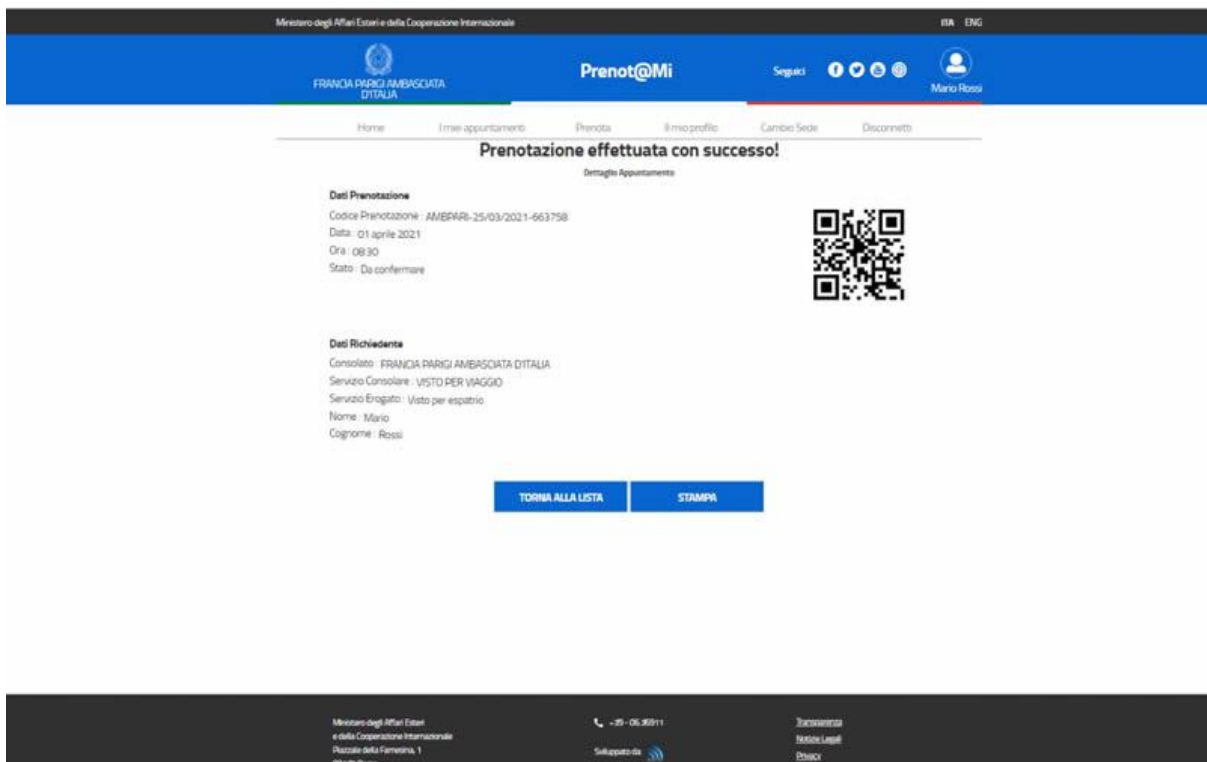 Ministero degli Affari Esteri e della Cooperazione Internazionale
ITA ENG
FRANCIA PARIGI AMBASCIATA
D'ITALIA
Prenot@Mi
Seguici
Mario Rossi
Home I miei appuntamenti Prenota Il mio profilo Cambio Sede Disconnetti
Prenotazione effettuata con successo!
Dettaglio Appuntamento
Dati Prenotazione
Codice Prenotazione : AMBPARI-25/03/2021-663758
Data : 01 aprile 2021
Ora : 08:30
Stato : Da confermare
Dati Richiedente
Consolato : FRANCIA PARIGI AMBASCIATA D'ITALIA
Servizio Consolare : VISTO PER VIAGGIO
Servizio Erogato : Visto per espatrio
Nome : Mario
Cognome : Rossi
TORNA ALLA LISTA STAMPA
Ministero degli Affari Esteri
e della Cooperazione Internazionale
Piazzale della Farnesina, 1
+39 - 06.36911
Sviluppato da
Transparenza
Notizie Legali
Privacy